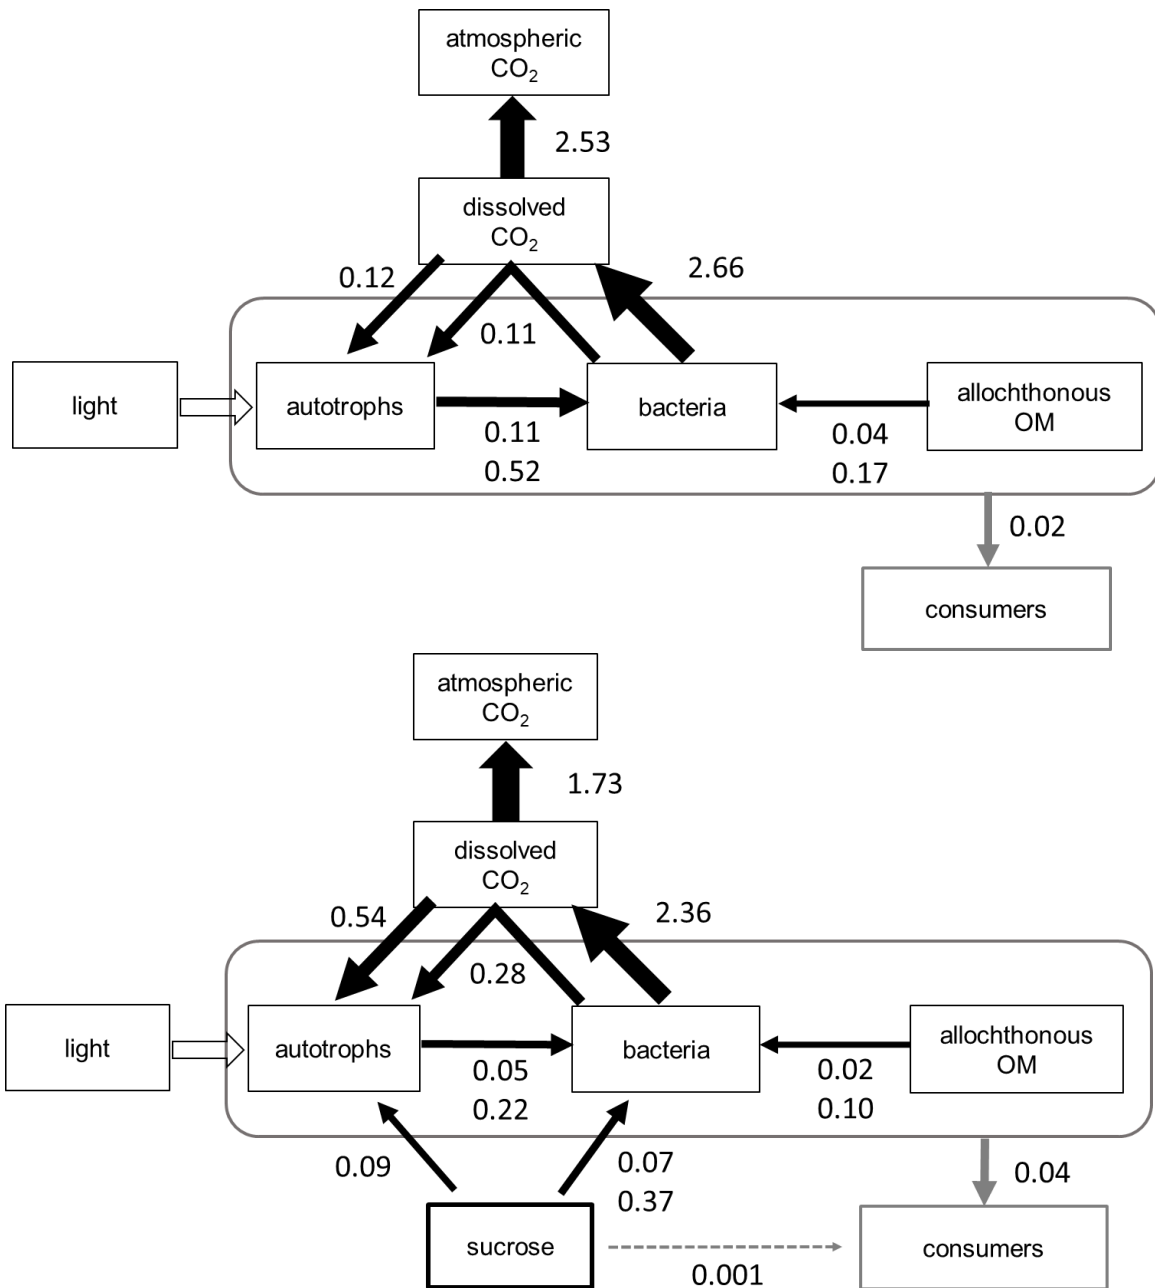 atmospheric
CO₂
2.53
dissolved
CO₂
0.12
2.66
0.11
light
autotrophs
bacteria
allochthonous
OM
0.11
0.52
0.04
0.17
0.02
consumers
atmospheric
CO₂
1.73
dissolved
CO₂
0.54
2.36
0.28
light
autotrophs
bacteria
allochthonous
OM
0.05
0.22
0.02
0.10
0.09
0.07
0.37
0.04
sucrose
0.001
consumers